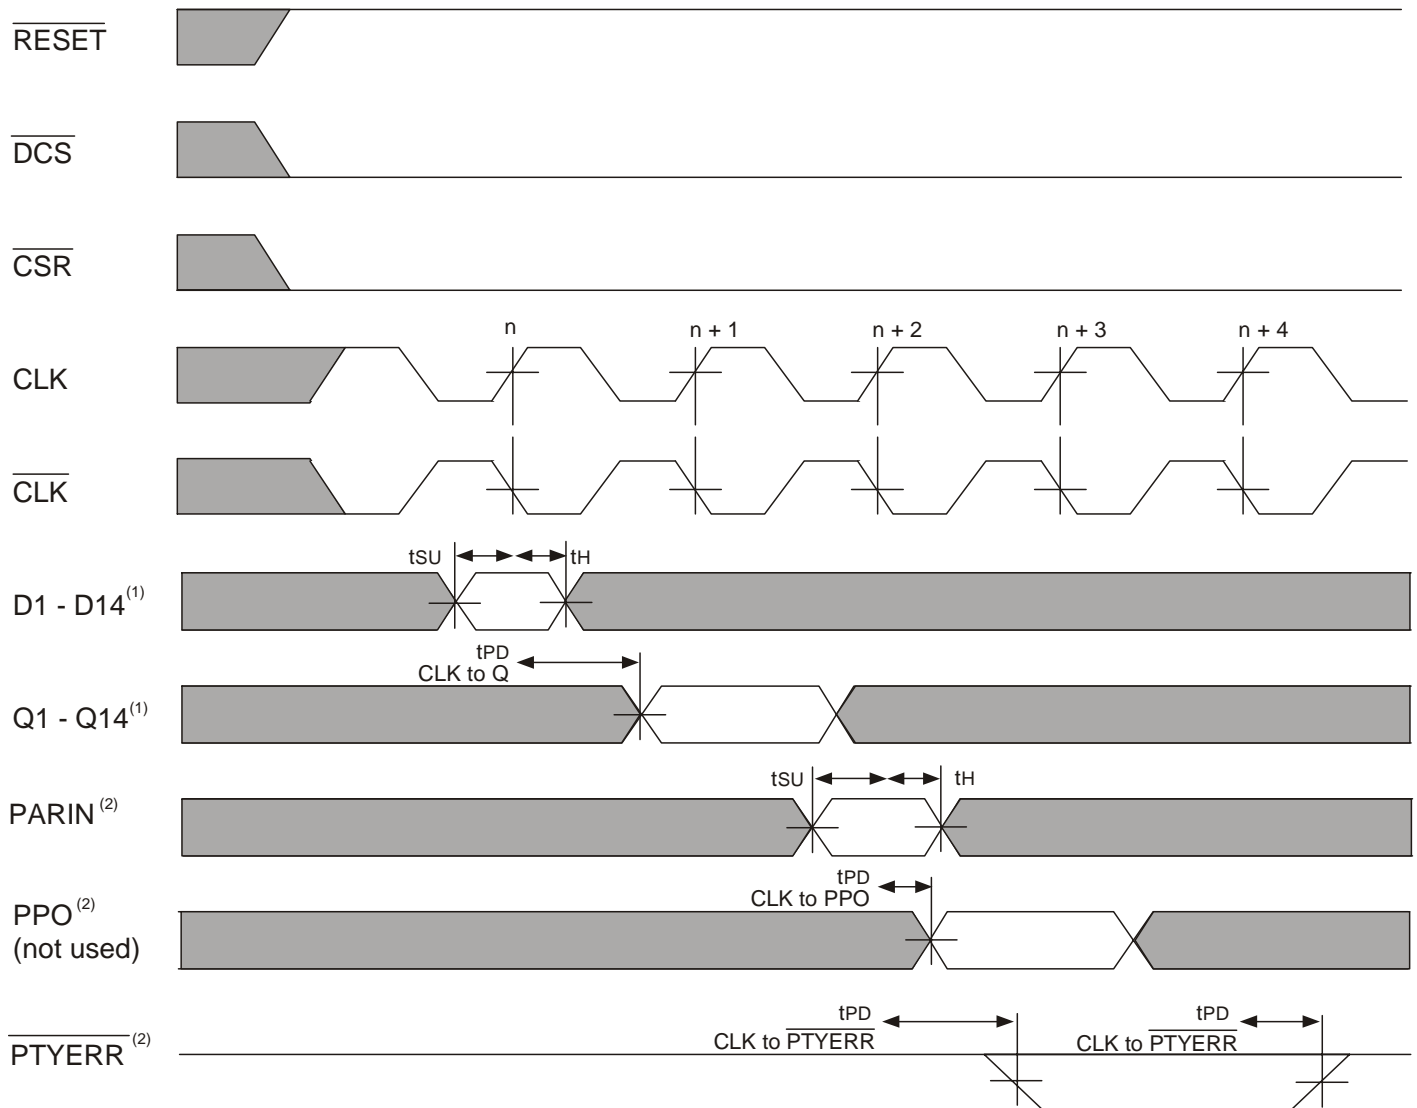 RESET
DCS
CSR
n n + 1 n + 2 n + 3 n + 4
CLK
CLK
tSU tH
D1 - D14(1)
tPD
CLK to Q
Q1 - Q14(1)
tSU tH
PARIN(2)
tPD
CLK to PPO
PPO(2)
(not used)
tPD tPD
CLK to PTYERR CLK to PTYERR
PTYERR(2)